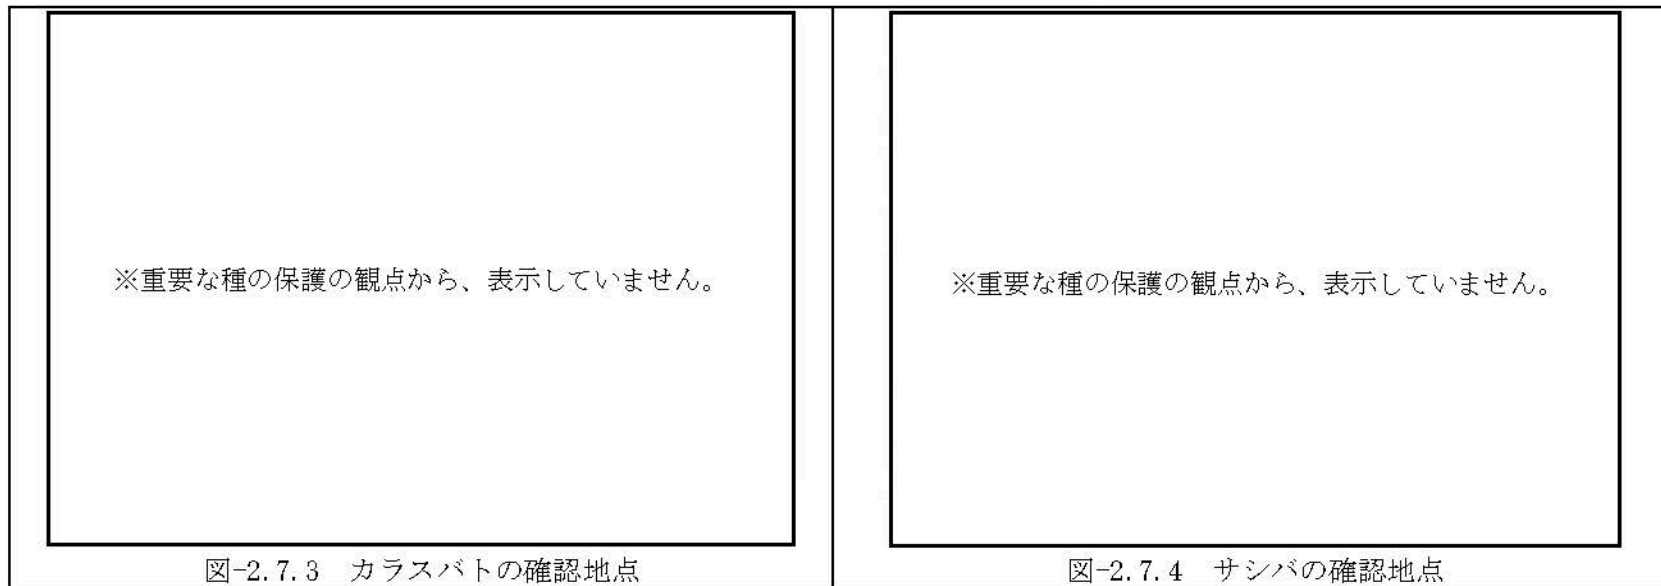 ※重要な種の保護の観点から、表示していません。
図-2.7.3　カラスバトの確認地点
※重要な種の保護の観点から、表示していません。
図-2.7.4　サシバの確認地点